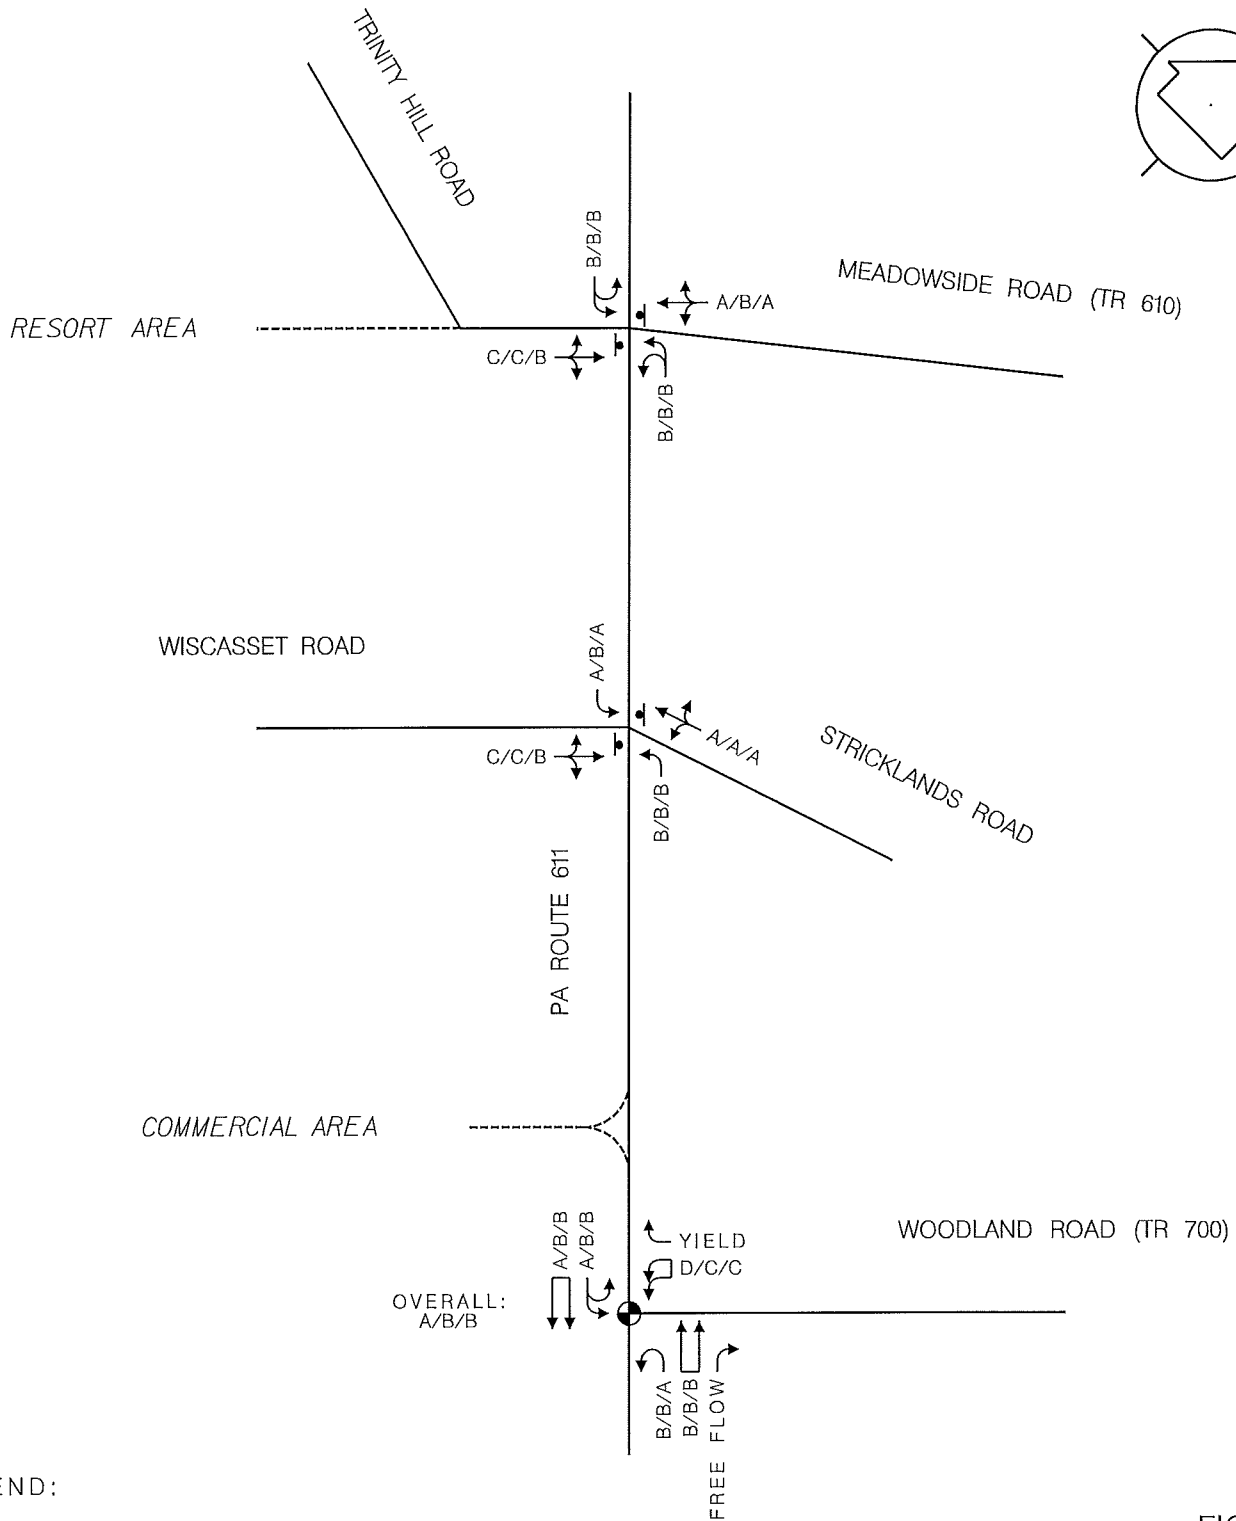 TRINITY HILL ROAD
B/B/B
A/B/A
MEADOWSIDE ROAD (TR 610)
RESORT AREA
C/C/B
B/B/B
WISCASSET ROAD
A/B/A
A/A/A
STRICKLANDS ROAD
C/C/B
B/B/B
PA ROUTE 611
COMMERCIAL AREA
A/B/B
A/B/B
YIELD
D/C/C
WOODLAND ROAD (TR 700)
OVERALL:
A/B/B
B/B/A
B/B/B
FREE FLOW
END: